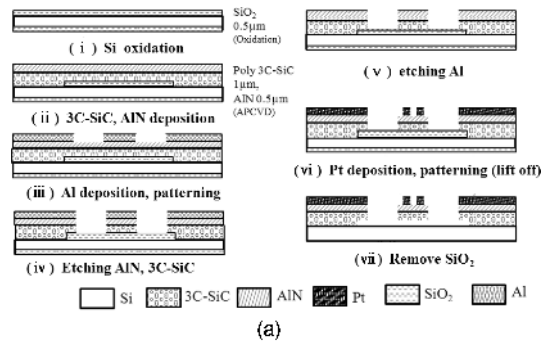 SiO2
0.5μm
(Oxidation)
(i) Si oxidation
Poly 3C-SiC
1μm,
AlN 0.5μm
(APCVD)
(ii) 3C-SiC, AlN deposition
(iii) Al deposition, patterning
(iv) Etching AlN, 3C-SiC
(v) etching Al
(vi) Pt deposition, patterning (lift off)
(vii) Remove SiO2
Si 3C-SiC AlN Pt SiO2 Al
(a)